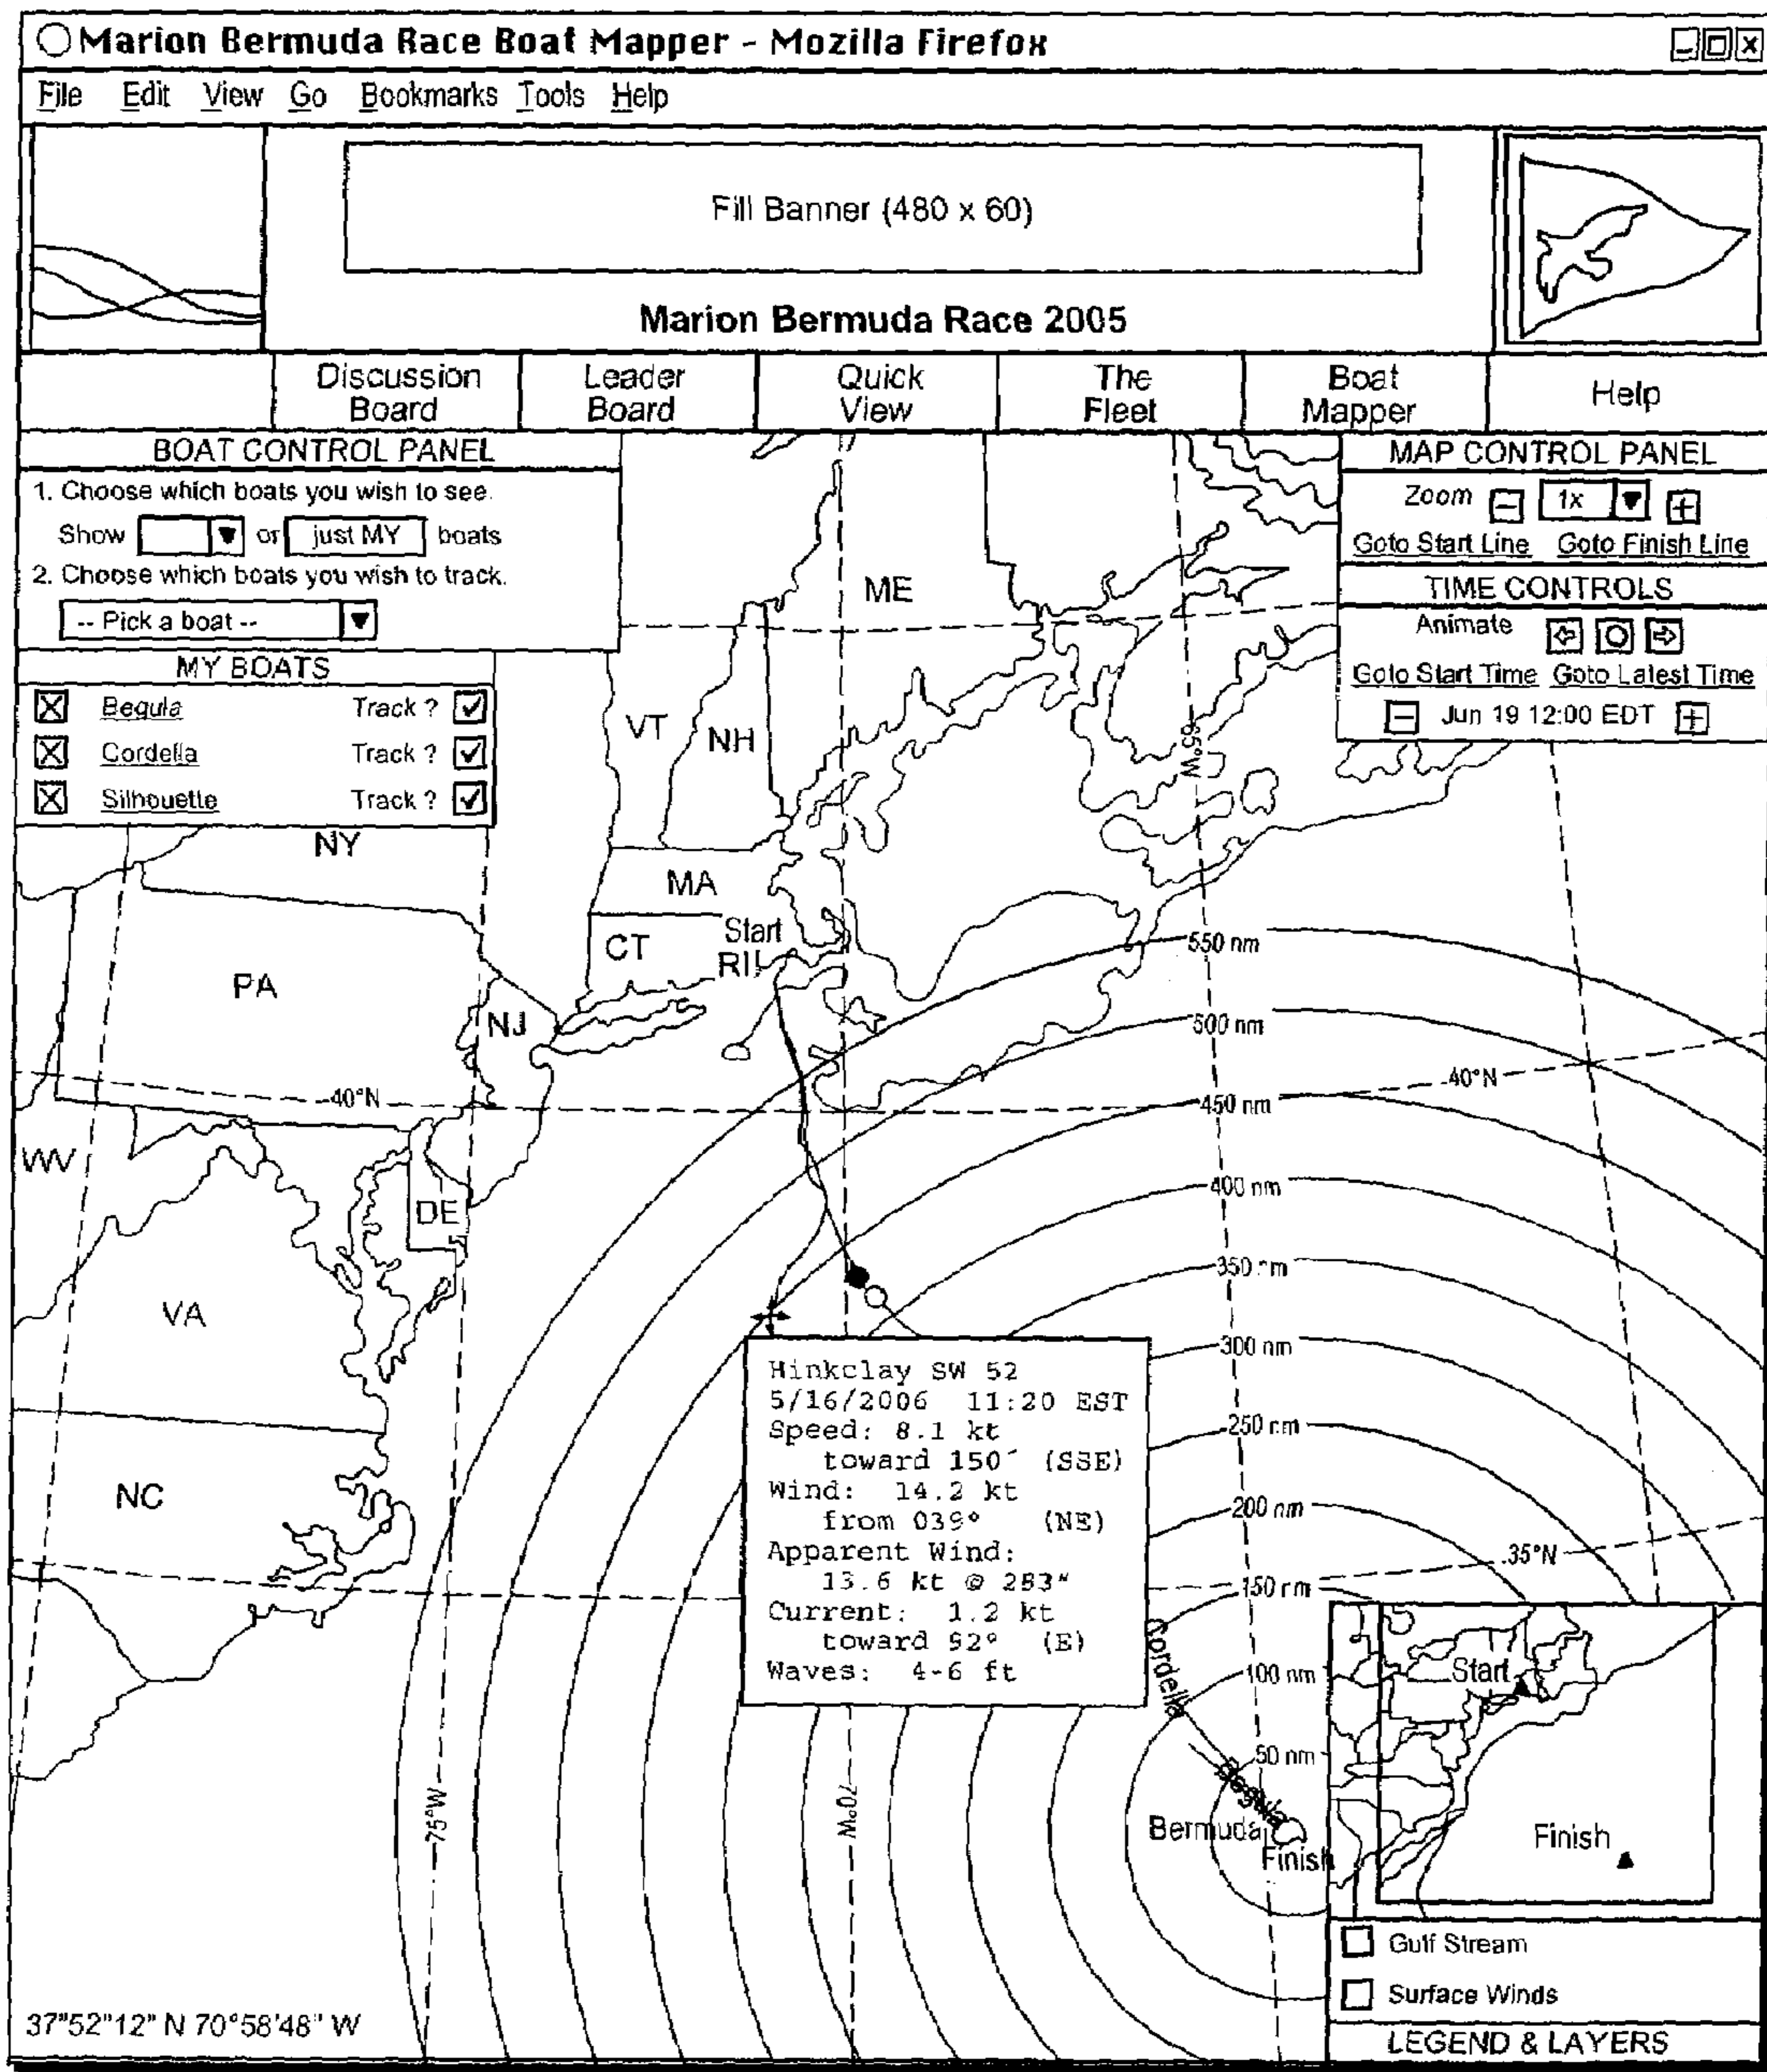 Marion Bermuda Race Boat Mapper - Mozilla Firefox
File Edit View Go Bookmarks Tools Help
Fill Banner (480 x 60)
Marion Bermuda Race 2005
Discussion Board
Leader Board
Quick View
The Fleet
Boat Mapper
Help
BOAT CONTROL PANEL
1. Choose which boats you wish to see.
Show or just MY boats
2. Choose which boats you wish to track.
-- Pick a boat --
MY BOATS
Begula Track ?
Cordella Track ?
Silhouette Track ?
MAP CONTROL PANEL
Zoom 1x
Goto Start Line Goto Finish Line
TIME CONTROLS
Animate
Goto Start Time Goto Latest Time
Jun 19 12:00 EDT
ME
VT
NH
65°W
NY
MA
CT
Start
RI
PA
NJ
550 nm
500 nm
40°N
40°N
450 nm
WV
400 nm
DE
350 nm
VA
300 nm
Hinkclay SW 52
5/16/2006 11:20 EST
Speed: 8.1 kt
toward 150´ (SSE)
Wind: 14.2 kt
from 039° (NE)
Apparent Wind:
13.6 kt @ 283"
Current: 1.2 kt
toward 92° (E)
Waves: 4-6 ft
250 nm
NC
200 nm
35°N
150 nm
Cordella
100 nm
50 nm
Begula
Bermuda
Finish
75°W
70°W
Start
Finish
Gulf Stream
Surface Winds
LEGEND & LAYERS
37"52"12" N 70°58'48" W